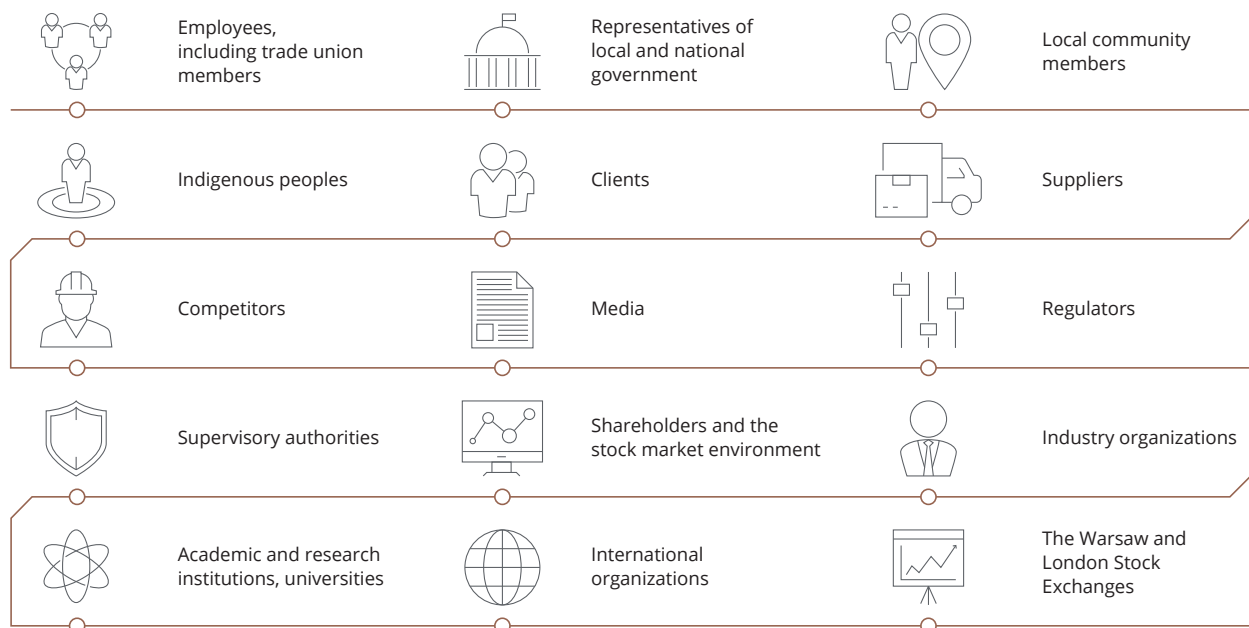 Employees,
including trade union
members
Representatives of
local and national
government
Local community
members
Indigenous peoples
Clients
Suppliers
Competitors
Media
Regulators
Supervisory authorities
Shareholders and the
stock market environment
Industry organizations
Academic and research
institutions, universities
International
organizations
The Warsaw and
London Stock
Exchanges